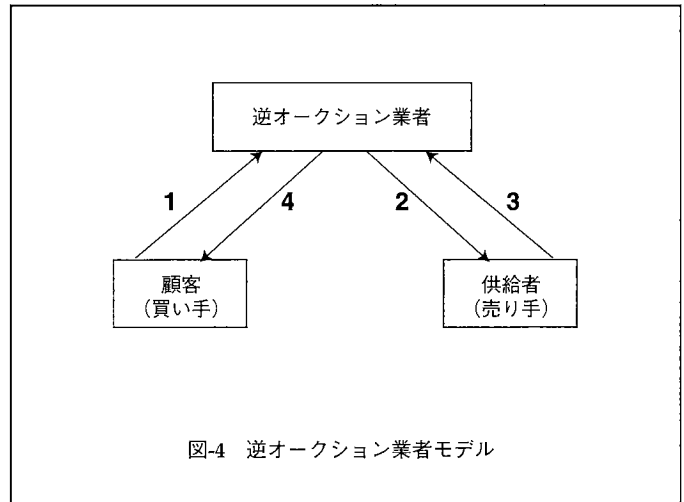 逆オークション業者
1
4
2
3
顧客
(買い手)
供給者
(売り手)
図-4 逆オークション業者モデル